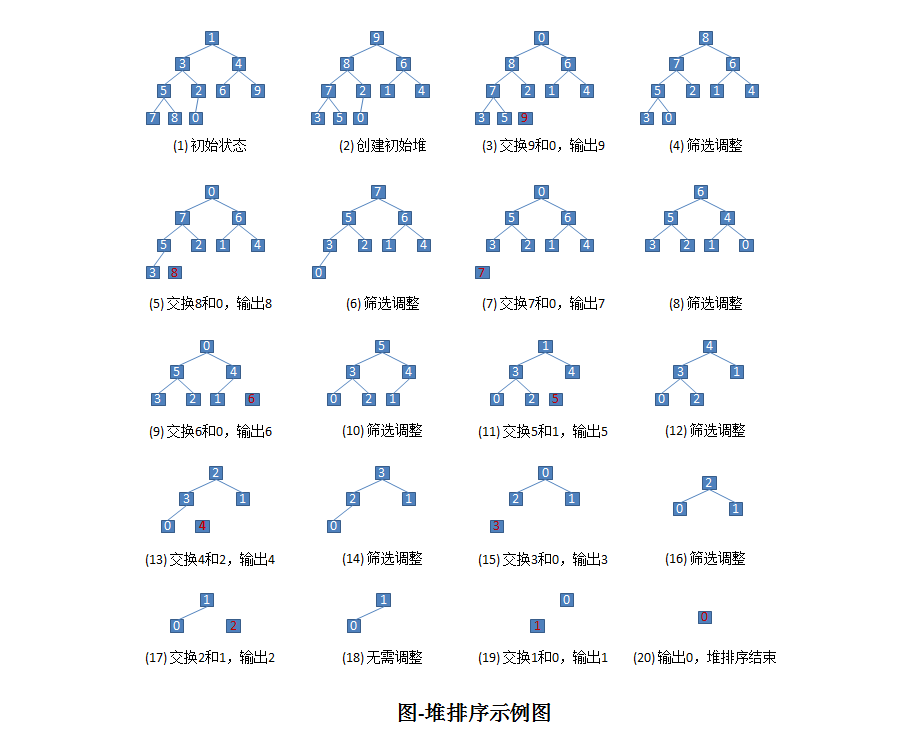 1
3 4
5 2 6 9
7 8 0
(1) 初始状态
9
8 6
7 2 1 4
3 5 0
(2) 创建初始堆
0
8 6
7 2 1 4
3 5 9
(3) 交换9和0，输出9
8
7 6
5 2 1 4
3 0
(4) 筛选调整
0
7 6
5 2 1 4
3 8
(5) 交换8和0，输出8
7
5 6
3 2 1 4
0
(6) 筛选调整
0
5 6
3 2 1 4
7
(7) 交换7和0，输出7
6
5 4
3 2 1 0
(8) 筛选调整
0
5 4
3 2 1 6
(9) 交换6和0，输出6
5
3 4
0 2 1
(10) 筛选调整
1
3 4
0 2 5
(11) 交换5和1，输出5
4
3 1
0 2
(12) 筛选调整
2
3 1
0 4
(13) 交换4和2，输出4
3
2 1
0
(14) 筛选调整
0
2 1
3
(15) 交换3和0，输出3
2
0 1
(16) 筛选调整
1
0 2
(17) 交换2和1，输出2
1
0
(18) 无需调整
0
1
(19) 交换1和0，输出1
0
(20) 输出0，堆排序结束
图-堆排序示例图